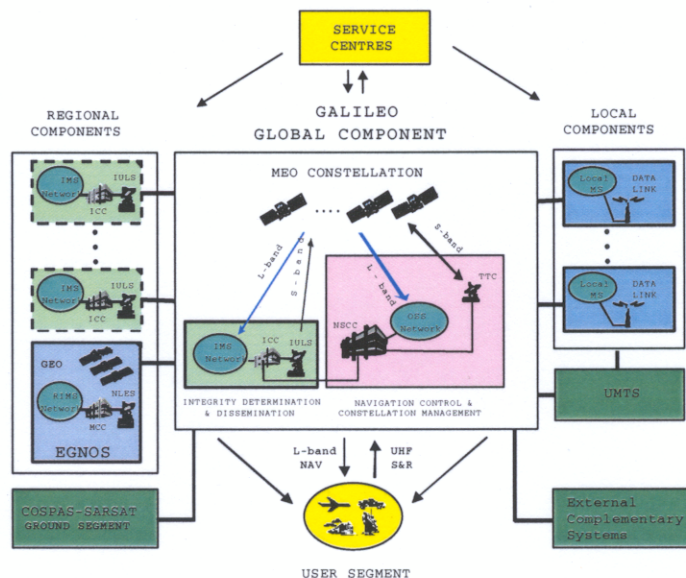 SERVICE
CENTRES
REGIONAL
COMPONENTS
GALILEO
GLOBAL COMPONENT
LOCAL
COMPONENTS
MEO CONSTELLATION
IMS
Network
IULS
ICC
IMS
Network
IULS
ICC
GEO
RIMS
Network
NLES
MCC
EGNOS
....
L-band
S-band
L - band
S-band
TTC
GSS
Network
NSCC
IMS
Network
ICC
IULS
INTEGRITY DETERMINATION
& DISSEMINATION
NAVIGATION CONTROL &
CONSTELLATION MANAGEMENT
Local
MS
DATA
LINK
Local
MS
DATA
LINK
UMTS
L-band
NAV
UHF
S&R
COSPAS-SARSAT
GROUND SEGMENT
External
Complementary
Systems
USER SEGMENT